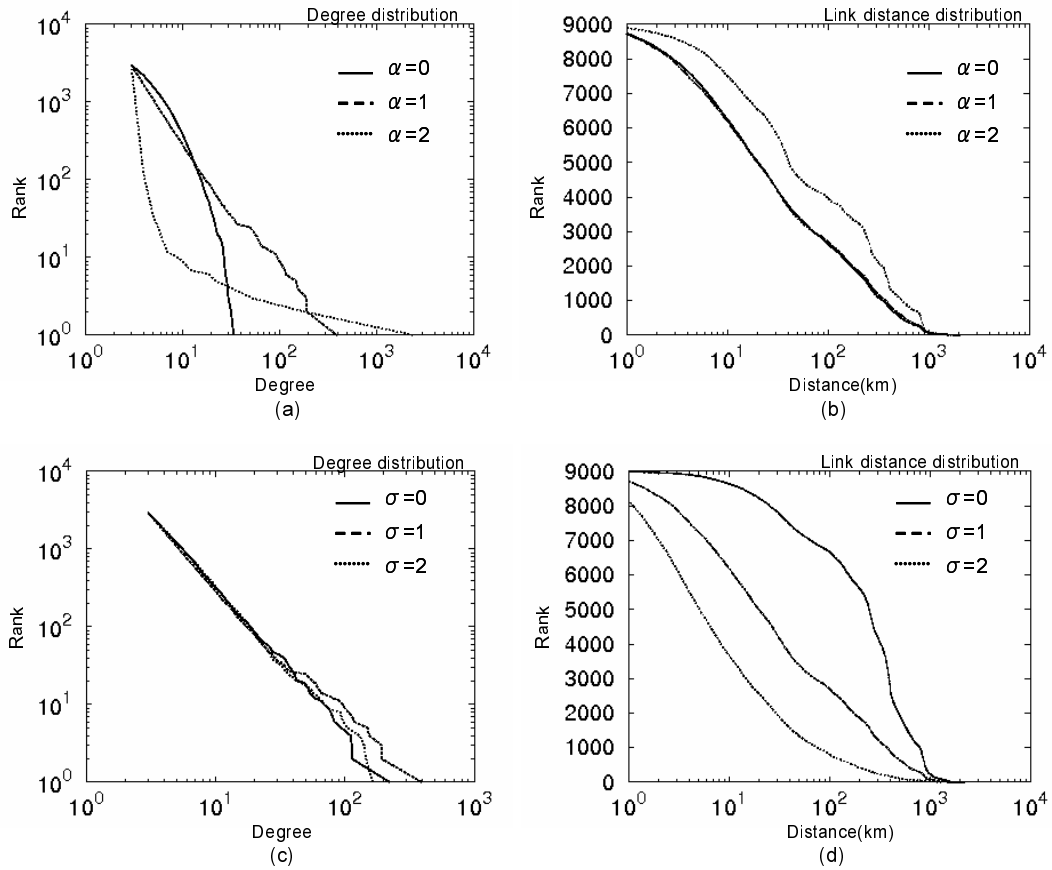 Degree distribution
10^4
10^3
10^2
10^1
10^0
Rank
α=0
α=1
α=2
10^0 10^1 10^2 10^3 10^4
Degree
(a)
Link distance distribution
9000
8000
7000
6000
5000
4000
3000
2000
1000
0
Rank
α=0
α=1
α=2
10^0 10^1 10^2 10^3 10^4
Distance(km)
(b)
Degree distribution
10^4
10^3
10^2
10^1
10^0
Rank
σ=0
σ=1
σ=2
10^0 10^1 10^2 10^3
Degree
(c)
Link distance distribution
9000
8000
7000
6000
5000
4000
3000
2000
1000
0
Rank
σ=0
σ=1
σ=2
10^0 10^1 10^2 10^3 10^4
Distance(km)
(d)